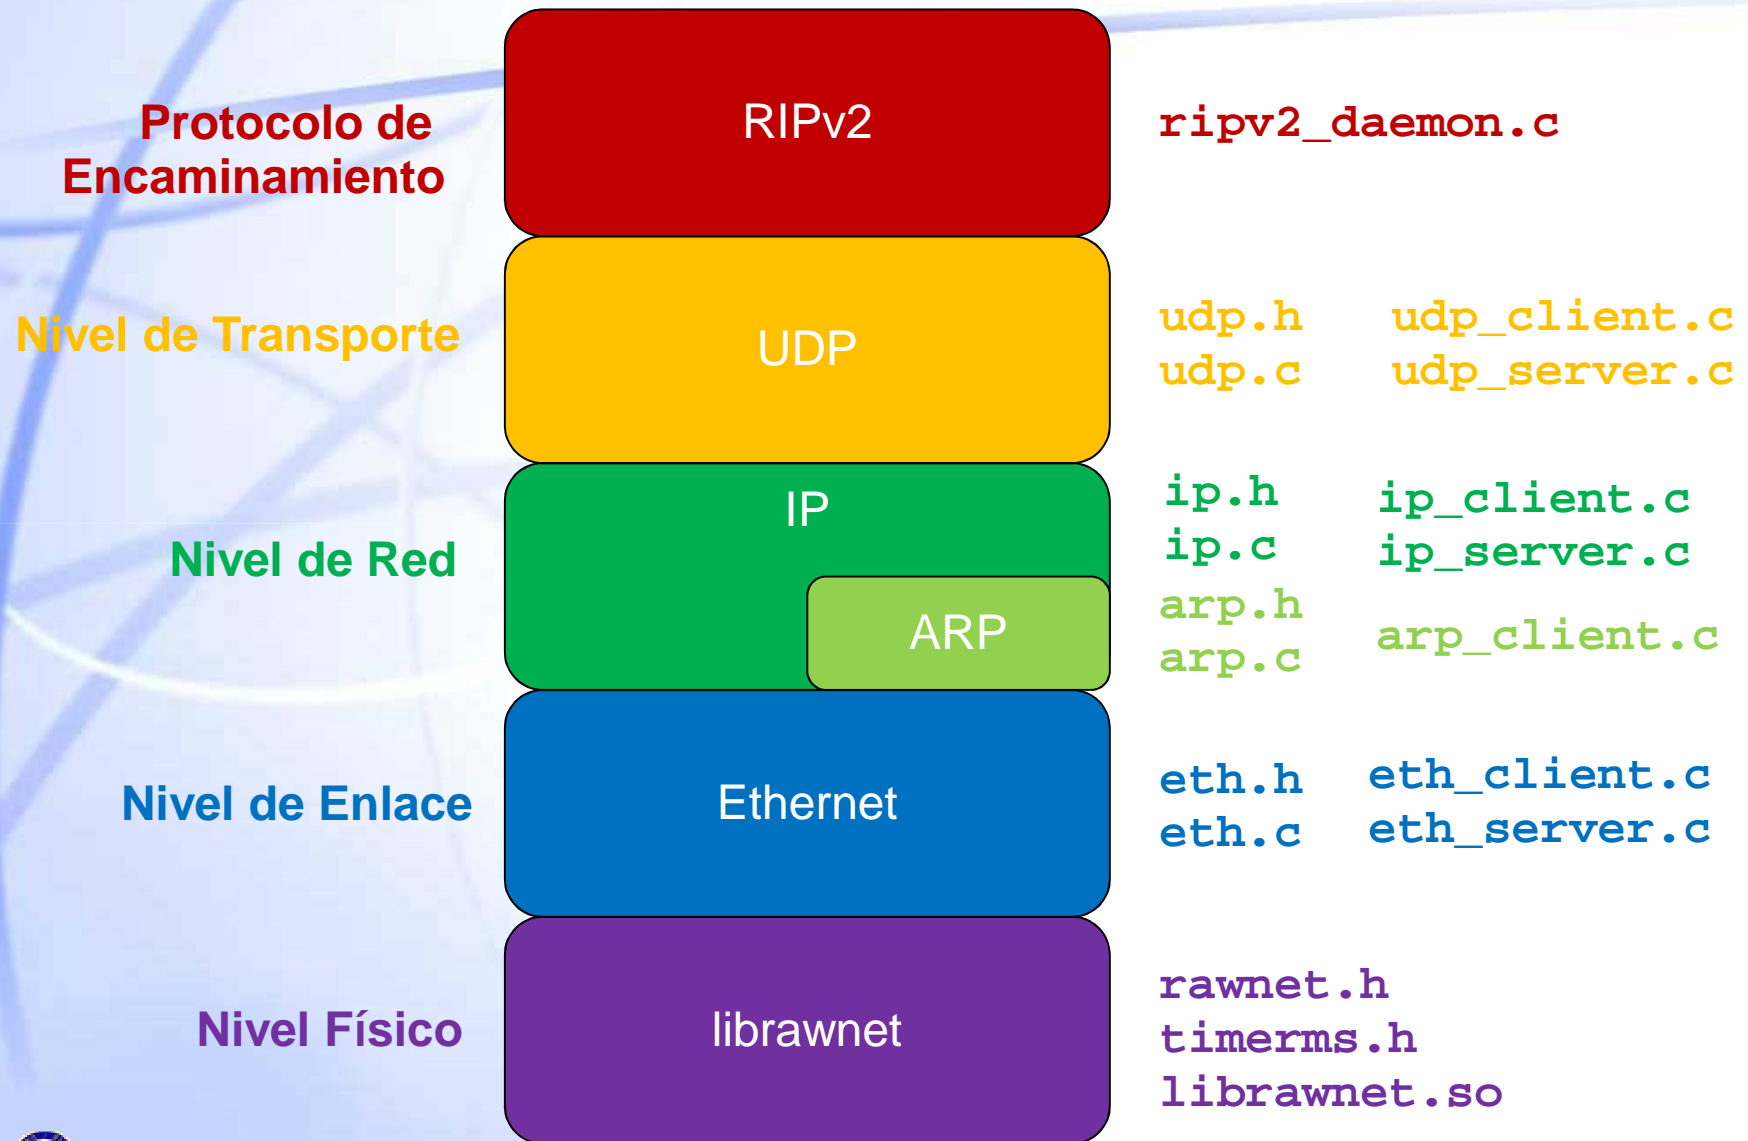 Protocolo de
Encaminamiento
RIPv2
ripv2_daemon.c
Nivel de Transporte
UDP
udp.h udp_client.c
udp.c udp_server.c
Nivel de Red
IP
ARP
ip.h ip_client.c
ip.c ip_server.c
arp.h
arp_client.c
arp.c
Nivel de Enlace
Ethernet
eth.h eth_client.c
eth.c eth_server.c
Nivel Físico
librawnet
rawnet.h
timerms.h
librawnet.so